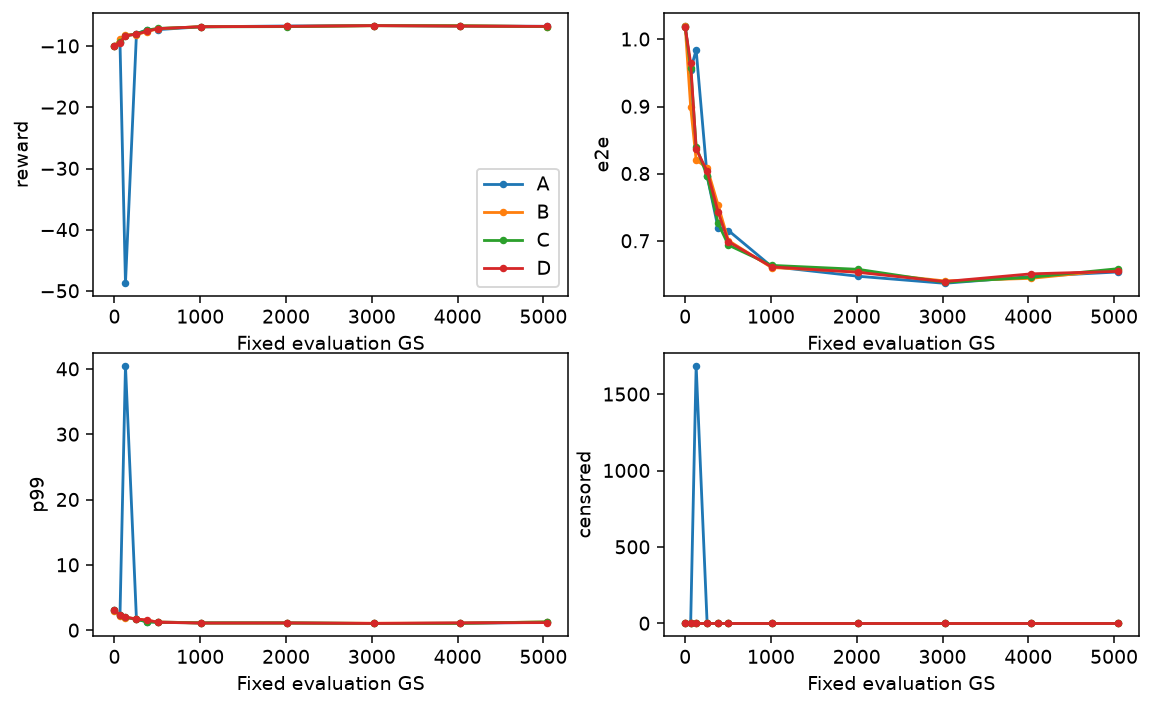 −10
−20
−30
−40
−50
reward
0 1000 2000 3000 4000 5000
Fixed evaluation GS
A
B
C
D
1.0
0.9
0.8
0.7
e2e
0 1000 2000 3000 4000 5000
Fixed evaluation GS
40
30
20
10
0
p99
0 1000 2000 3000 4000 5000
Fixed evaluation GS
1500
1000
500
0
censored
0 1000 2000 3000 4000 5000
Fixed evaluation GS